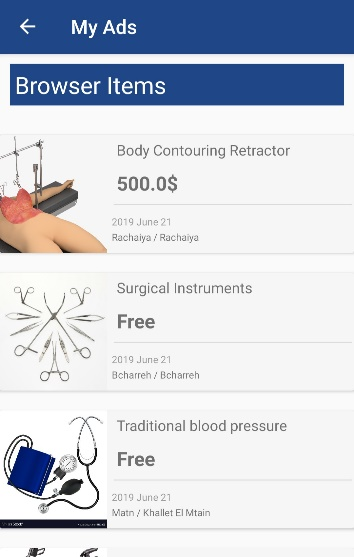 My Ads
Browser Items
Body Contouring Retractor
500.0$
2019 June 21
Rachaiya / Rachaiya
Surgical Instruments
Free
2019 June 21
Bcharreh / Bcharreh
Traditional blood pressure
Free
2019 June 21
Matn / Khallet El Mtain